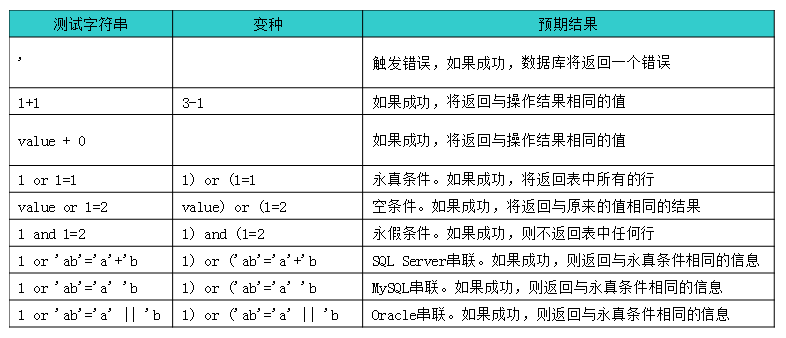 测试字符串 变种 预期结果
' 触发错误，如果成功，数据库将返回一个错误
1+1 3-1 如果成功，将返回与操作结果相同的值
value + 0 如果成功，将返回与操作结果相同的值
1 or 1=1 1) or (1=1 永真条件。如果成功，将返回表中所有的行
value or 1=2 value) or (1=2 空条件。如果成功，将返回与原来的值相同的结果
1 and 1=2 1) and (1=2 永假条件。如果成功，则不返回表中任何行
1 or 'ab'='a'+'b 1) or ('ab'='a'+'b SQL Server串联。如果成功，则返回与永真条件相同的信息
1 or 'ab'='a' 'b 1) or ('ab'='a' 'b MySQL串联。如果成功，则返回与永真条件相同的信息
1 or 'ab'='a' || 'b 1) or ('ab'='a' || 'b Oracle串联。如果成功，则返回与永真条件相同的信息